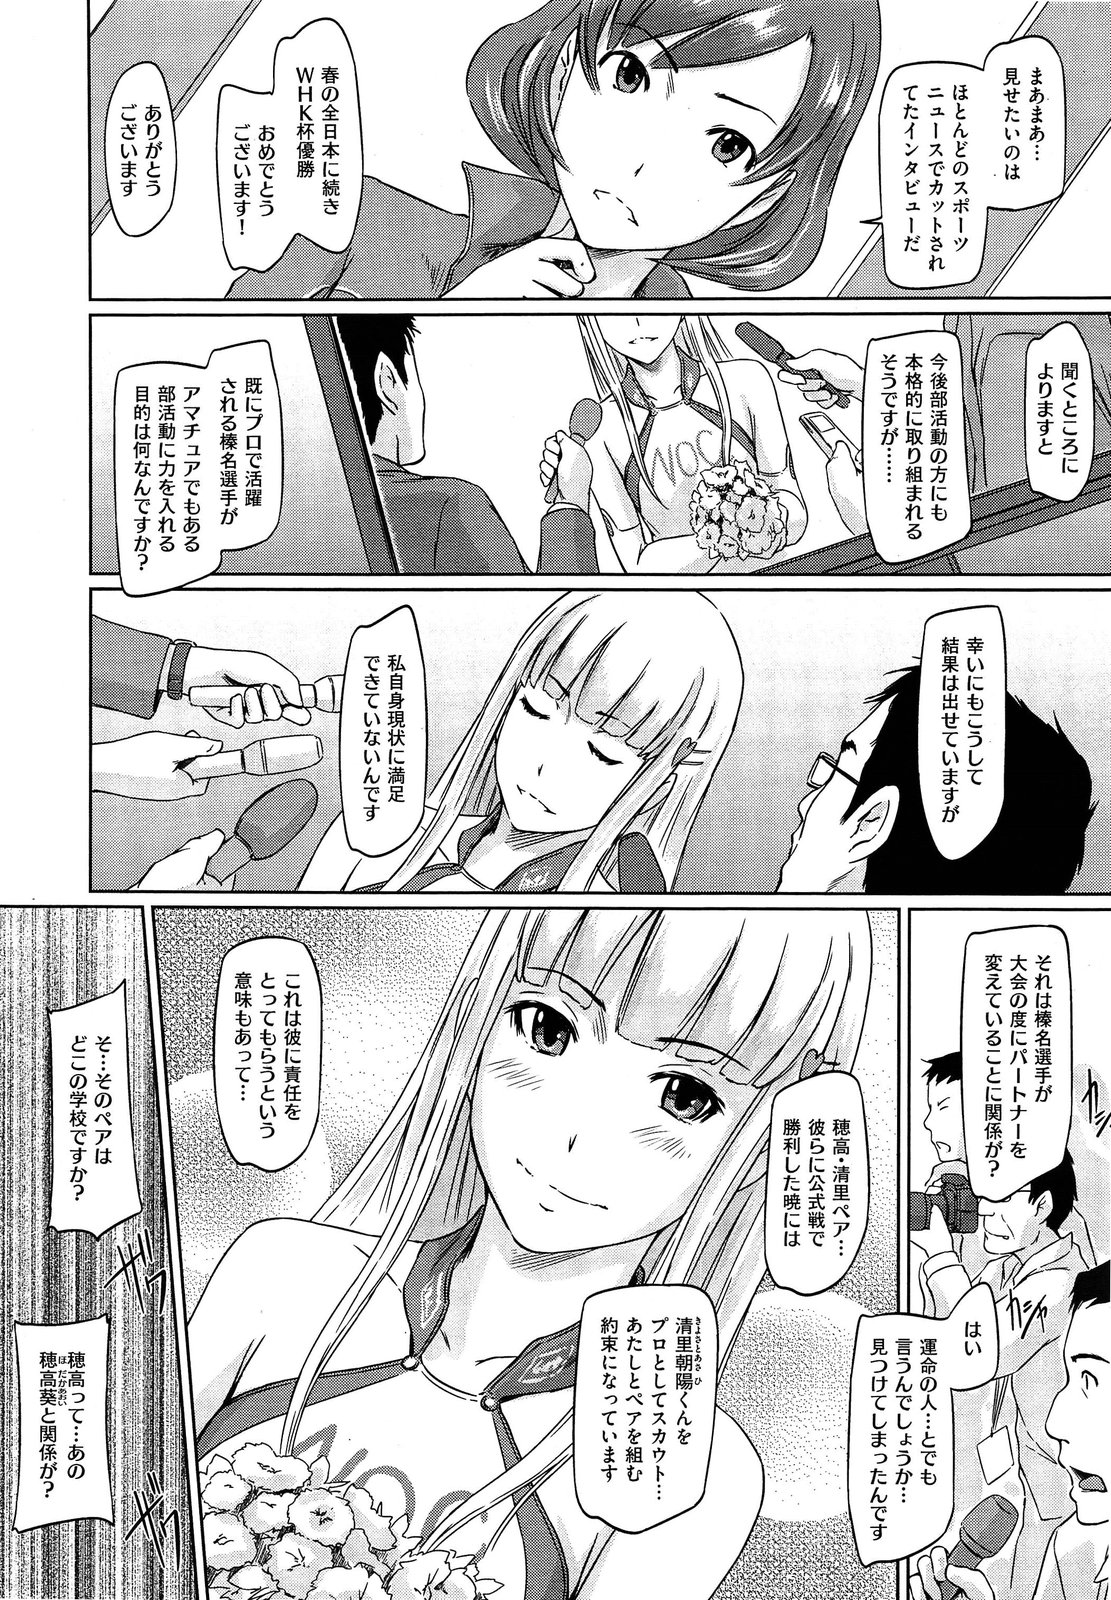 まあまあ…
見せたいのは
ほとんどのスポーツ
ニュースでカットされ
てたインタビューだ
春の全日本に続き
WHK杯優勝
おめでとう
ございます!
ありがとう
ございます
聞くところに
よりますと
今後部活動の方にも
本格的に取り組まれる
そうですが……
既にプロで活躍
される榛名選手が
アマチュアでもある
部活動に力を入れる
目的は何なんですか?
NOC
幸いにもこうして
結果は出せていますが
私自身現状に満足
できていないんです
それは榛名選手が
大会の度にパートナーを
変えていることに関係が?
カシャ
はい
運命の人…とでも
言うんでしょうか…
見つけてしまったんです
穂高・清里ペア…
彼らに公式戦で
勝利した暁には
清里朝陽くんを
きよさとあさひ
プロとしてスカウト…
あたしとペアを組む
約束になっています
これは彼に責任を
とってもらうという
意味もあって…
NOC
そ…そのペアは
どこの学校ですか?
ザワ
穂高って…あの
穂高葵と関係が?
ほだかあおい
ザワ